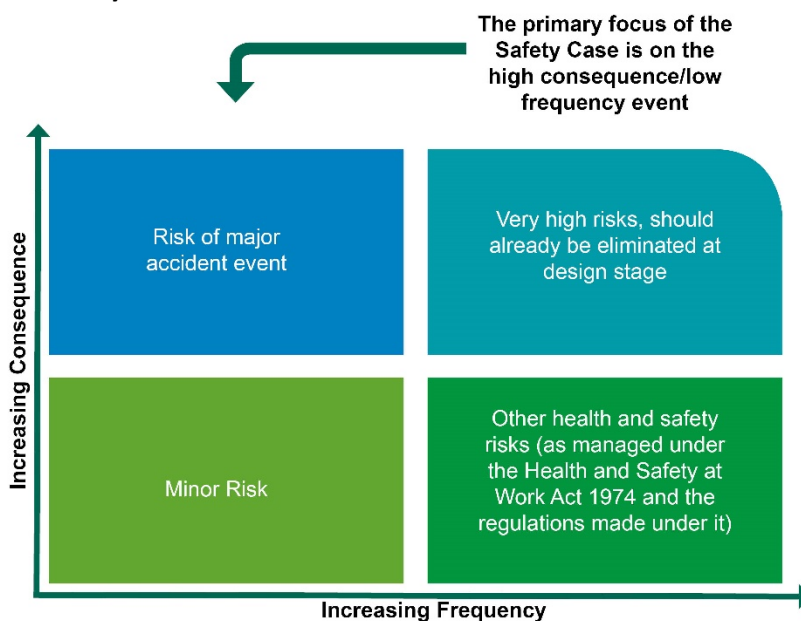 The primary focus of the
Safety Case is on the
high consequence/low
frequency event
Increasing Consequence
Risk of major
accident event
Very high risks, should
already be eliminated at
design stage
Minor Risk
Other health and safety
risks (as managed under
the Health and Safety at
Work Act 1974 and the
regulations made under it)
Increasing Frequency